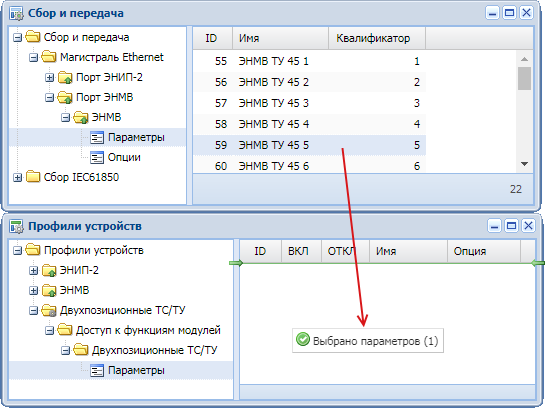 Сбор и передача
Сбор и передача
Магистраль Ethernet
Порт ЭНИП-2
Порт ЭНМВ
ЭНМВ
Параметры
Опции
Сбор IEC61850
ID Имя Квалификатор
55 ЭНМВ ТУ 45 1 1
56 ЭНМВ ТУ 45 2 2
57 ЭНМВ ТУ 45 3 3
58 ЭНМВ ТУ 45 4 4
59 ЭНМВ ТУ 45 5 5
60 ЭНМВ ТУ 45 6 6
22
Профили устройств
Профили устройств
ЭНИП-2
ЭНМВ
Двухпозиционные ТС/ТУ
Доступ к функциям модулей
Двухпозиционные ТС/ТУ
Параметры
ID ВКЛ ОТКЛ Имя Опция
Выбрано параметров (1)